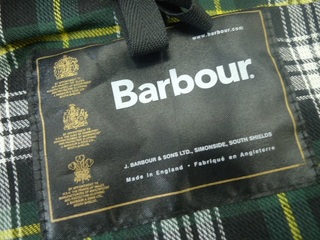 www.barbour.com
Barbour.
J. BARBOUR & SONS LTD., SIMONSIDE, SOUTH SHIELDS
Made in England • Fabriqué en Angleterre